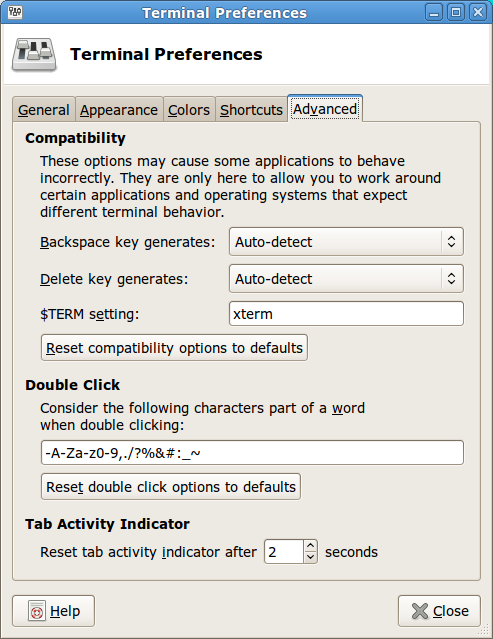 Terminal Preferences
Terminal Preferences
General Appearance Colors Shortcuts Advanced
Compatibility
These options may cause some applications to behave
incorrectly. They are only here to allow you to work around
certain applications and operating systems that expect
different terminal behavior.
Backspace key generates: Auto-detect
Delete key generates: Auto-detect
$TERM setting: xterm
Reset compatibility options to defaults
Double Click
Consider the following characters part of a word
when double clicking:
-A-Za-z0-9,./?%&#:_~
Reset double click options to defaults
Tab Activity Indicator
Reset tab activity indicator after 2 seconds
Help Close